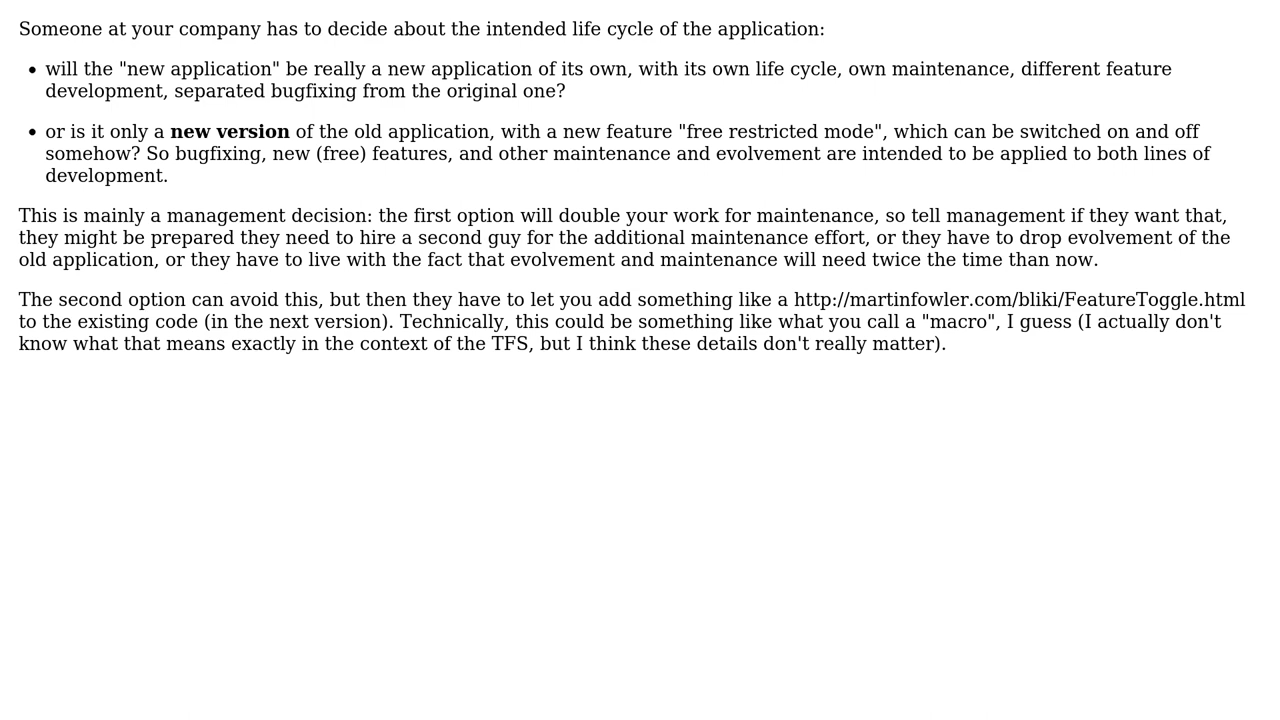 Someone at your company has to decide about the intended life cycle of the application:
• will the "new application" be really a new application of its own, with its own life cycle, own maintenance, different feature
development, separated bugfixing from the original one?
• or is it only a new version of the old application, with a new feature "free restricted mode", which can be switched on and off
somehow? So bugfixing, new (free) features, and other maintenance and evolvement are intended to be applied to both lines of
development.
This is mainly a management decision: the first option will double your work for maintenance, so tell management if they want that,
they might be prepared they need to hire a second guy for the additional maintenance effort, or they have to drop evolvement of the
old application, or they have to live with the fact that evolvement and maintenance will need twice the time than now.
The second option can avoid this, but then they have to let you add something like a http://martinfowler.com/bliki/FeatureToggle.html
to the existing code (in the next version). Technically, this could be something like what you call a "macro", I guess (I actually don't
know what that means exactly in the context of the TFS, but I think these details don't really matter).